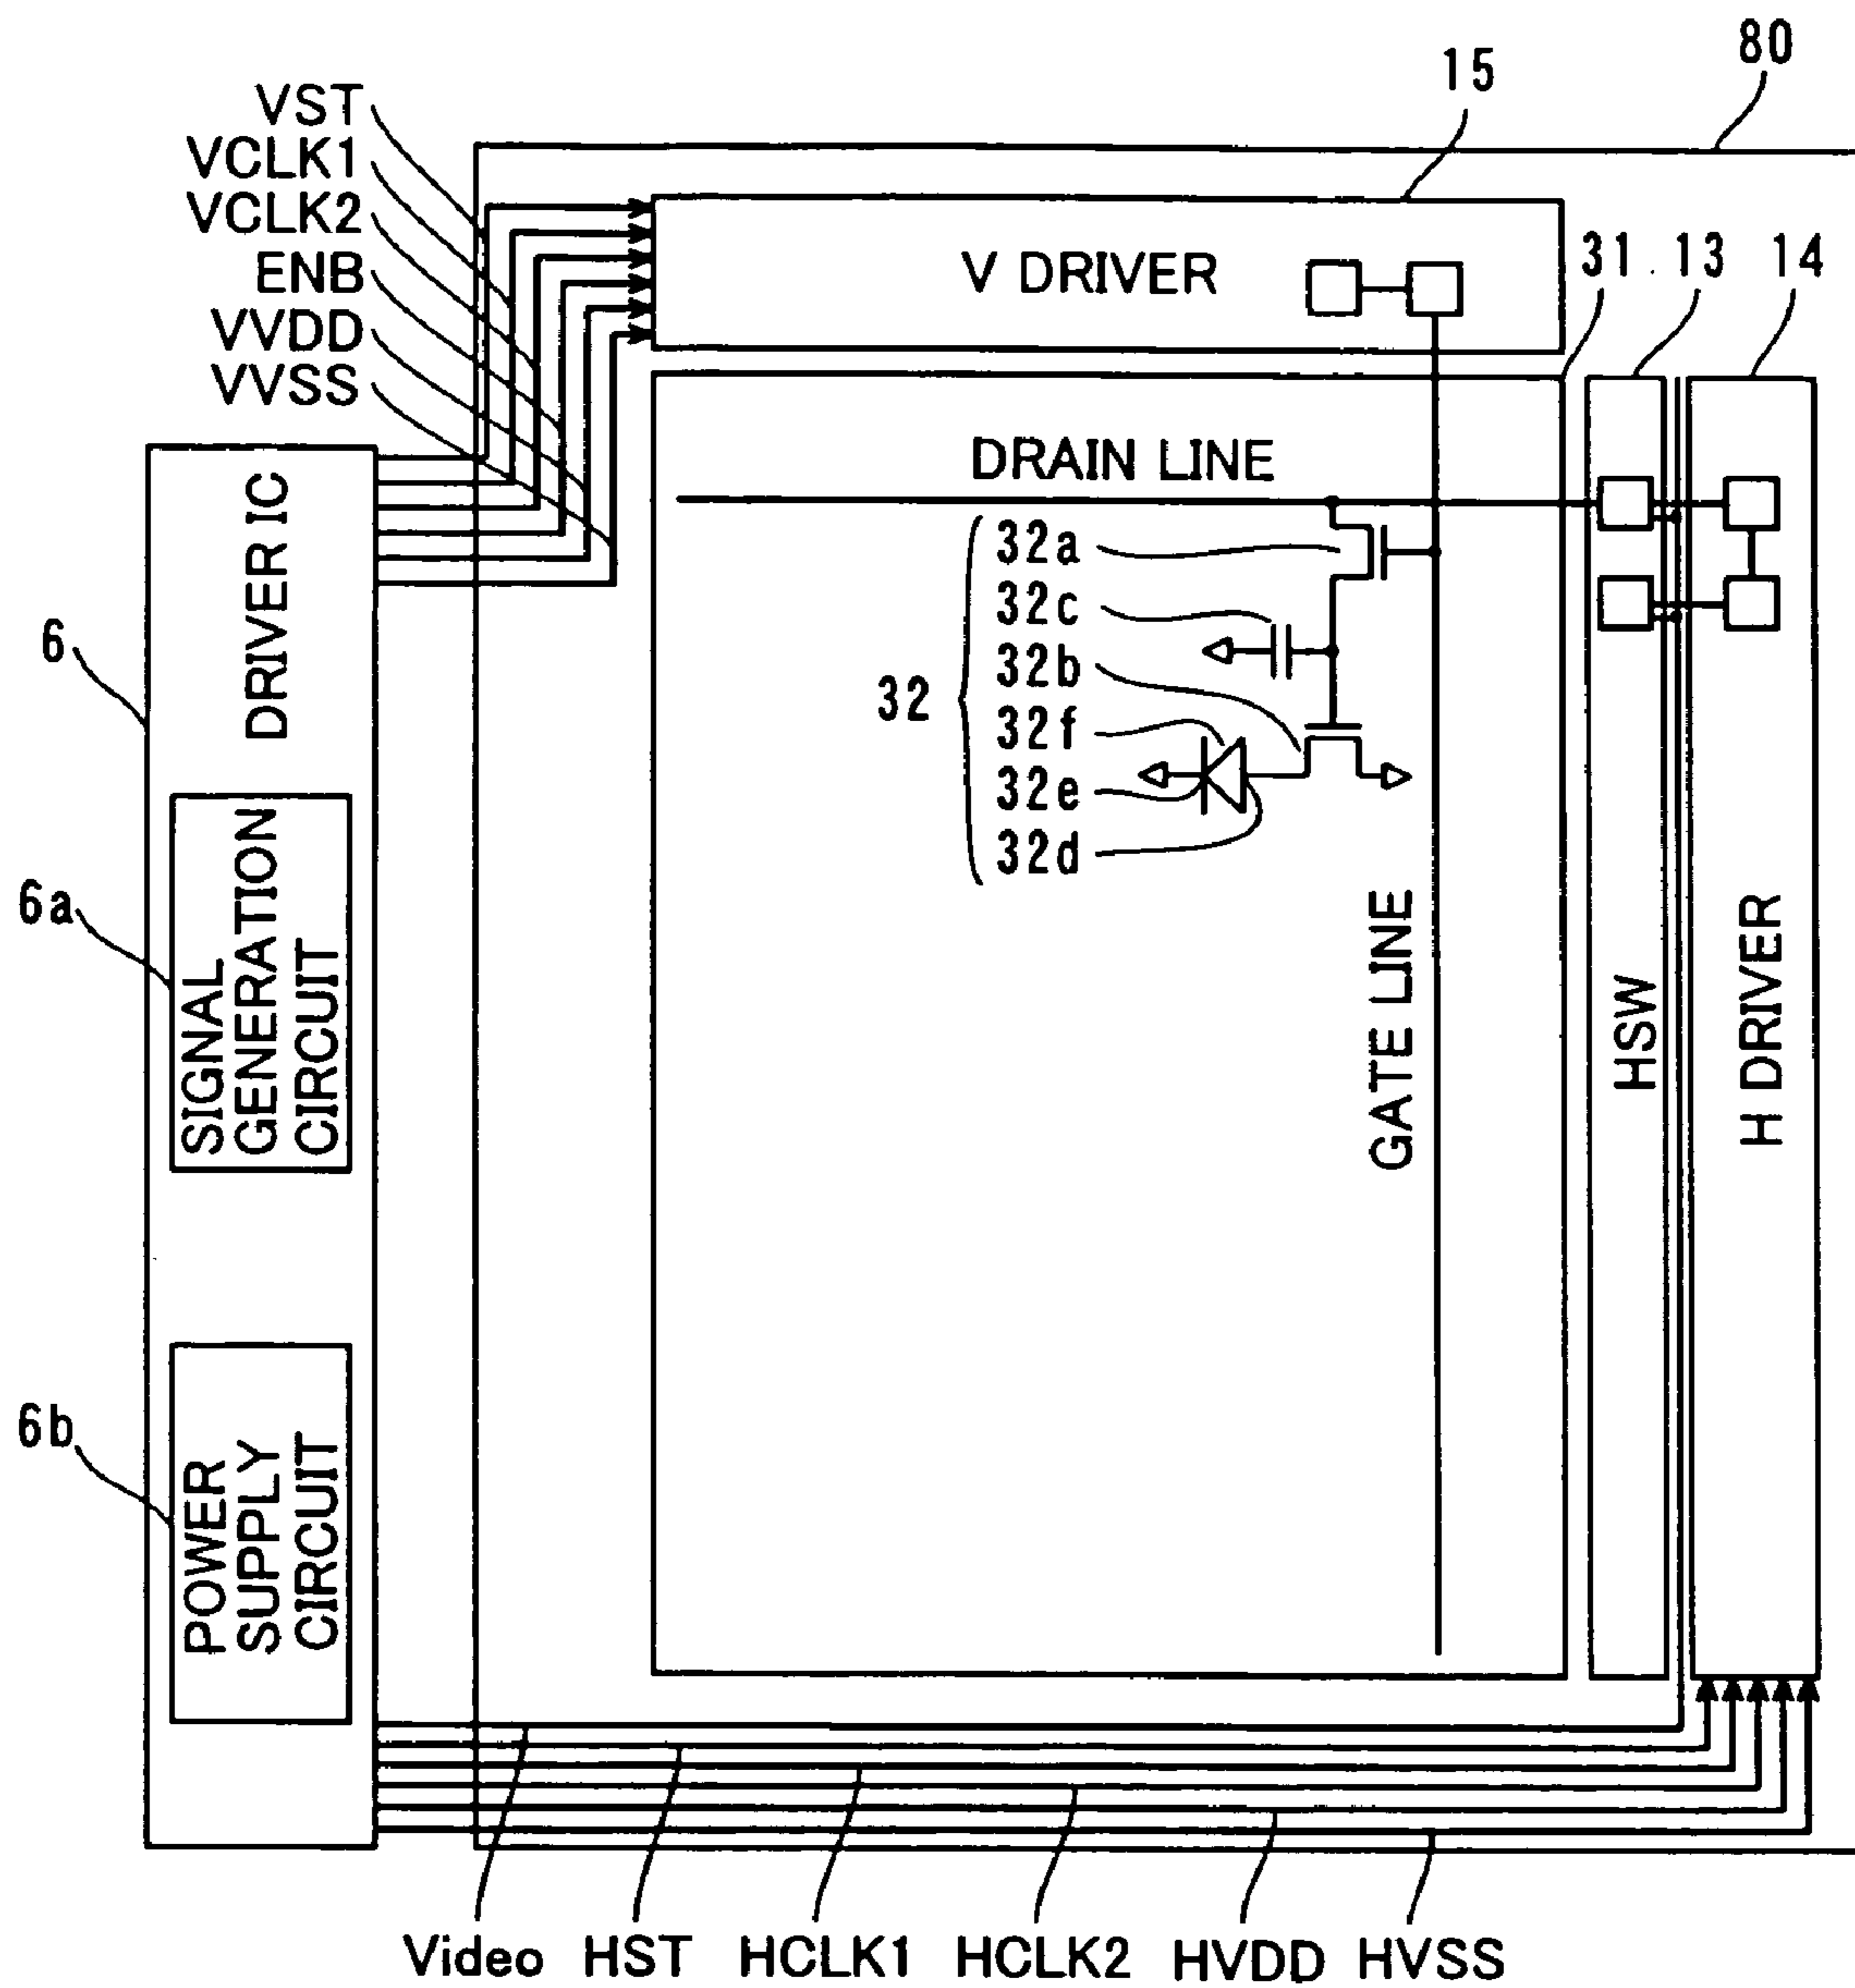 80
15
VST
VCLK1
VCLK2
ENB
VVDD
VVSS
V DRIVER
31
13
14
DRAIN LINE
DRIVER IC
6
32
32a
32c
32b
32f
32e
32d
6a
SIGNAL
GENERATION
CIRCUIT
GATE LINE
HSW
H DRIVER
6b
POWER
SUPPLY
CIRCUIT
Video HST HCLK1 HCLK2 HVDD HVSS